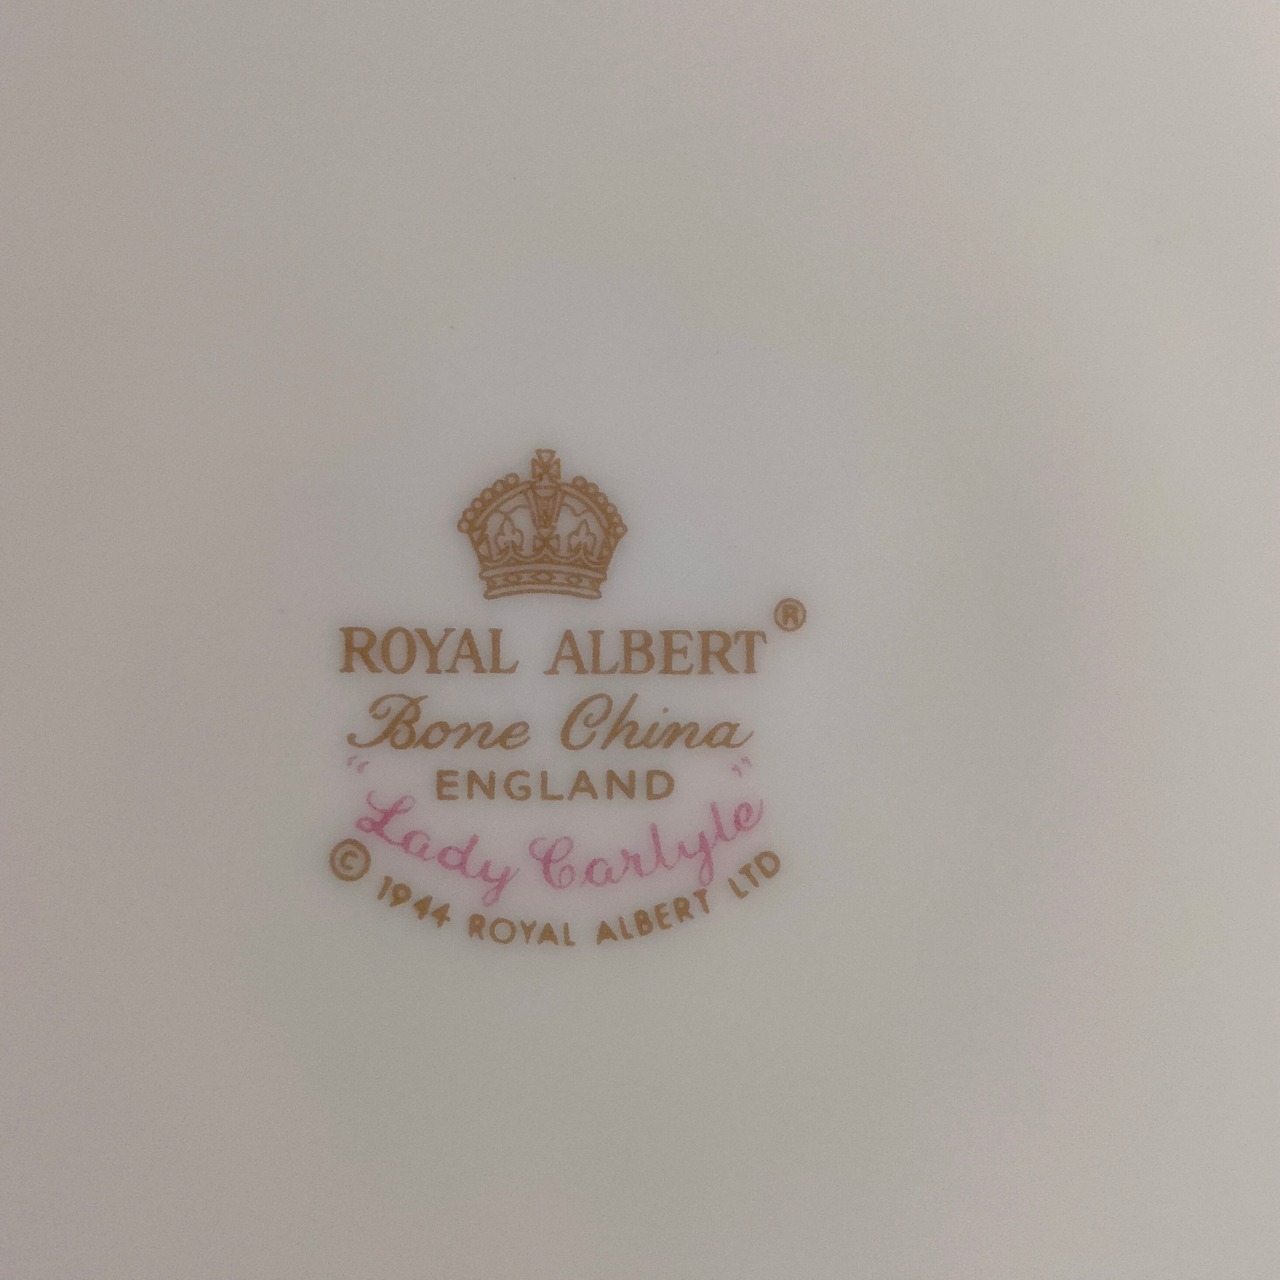 ROYAL ALBERT®
Bone China
ENGLAND
"Lady Carlyle"
© 1944 ROYAL ALBERT LTD